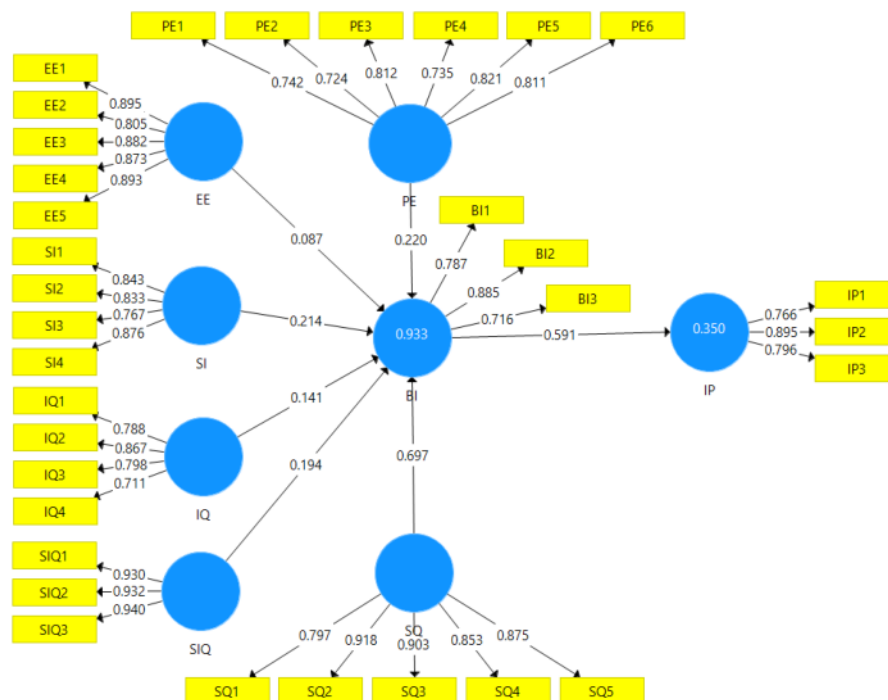 PE1 PE2 PE3 PE4 PE5 PE6
0.742 0.724 0.812 0.735 0.821 0.811
PE
EE1
EE2
EE3
EE4
EE5
0.895
0.805
0.882
0.873
0.893
EE
0.087
0.220
BI1
BI2
BI3
0.787
0.885
0.716
SI1
SI2
SI3
SI4
0.843
0.833
0.767
0.876
SI
0.214
0.933
BI
0.591
0.350
IP
0.766
0.895
0.796
IP1
IP2
IP3
IQ1
IQ2
IQ3
IQ4
0.788
0.867
0.798
0.711
IQ
0.141
0.194
0.697
SIQ1
SIQ2
SIQ3
0.930
0.932
0.940
SIQ
SQ
0.797 0.918 0.903 0.853 0.875
SQ1 SQ2 SQ3 SQ4 SQ5